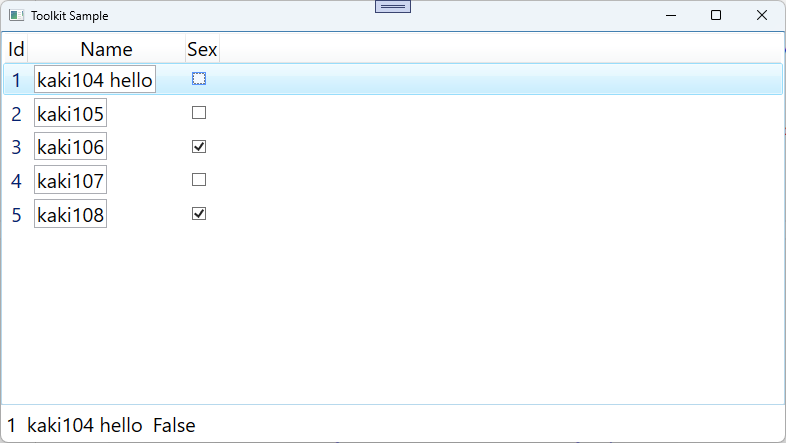 Toolkit Sample
Id Name Sex
1 kaki104 hello
2 kaki105
3 kaki106
4 kaki107
5 kaki108
1 kaki104 hello False